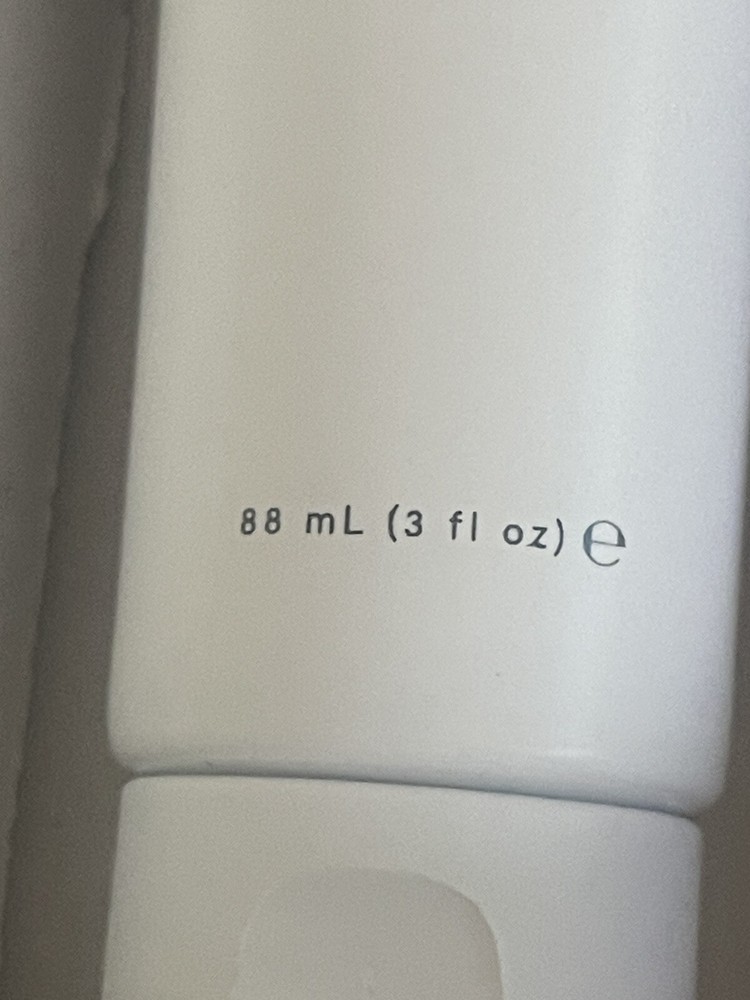 88 mL (3 fl oz) ℮